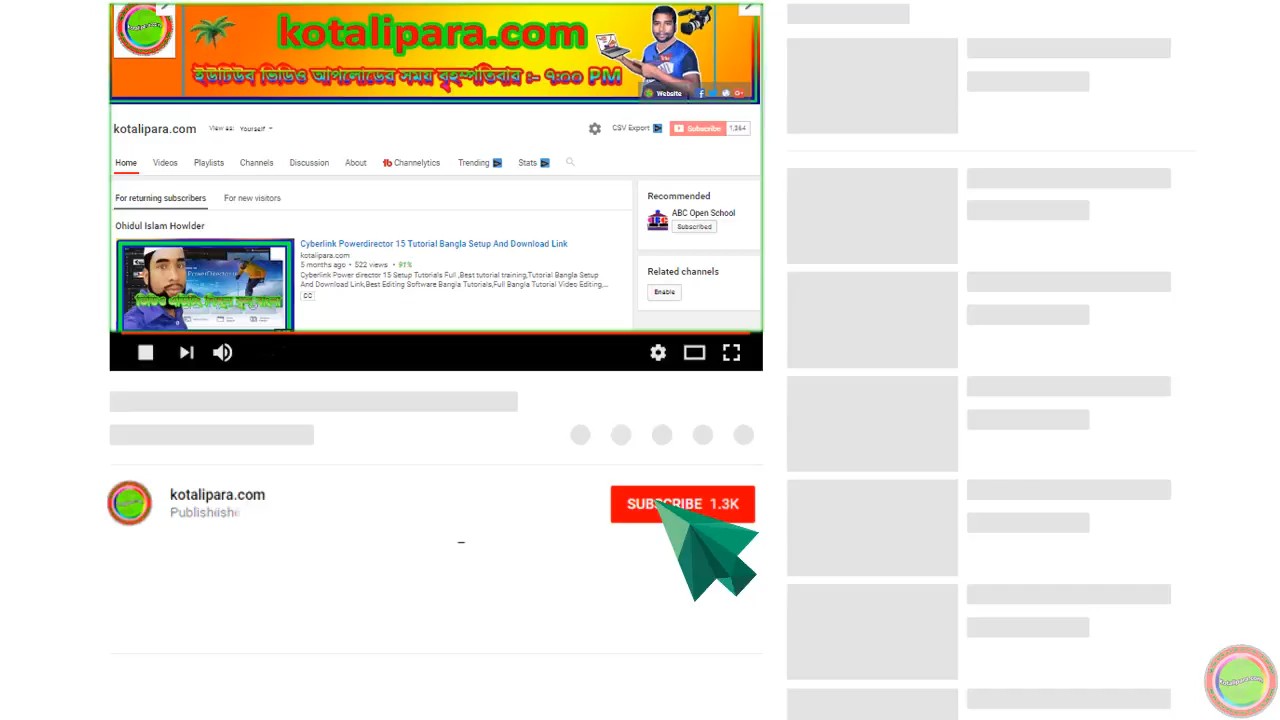 kotalipara.com
ইউটিউব ভিডিও আপলোডের সময় বৃহস্পতিবার :- ৭:০০ PM
Website
kotalipara.com View as: Yourself
CSV Export Subscribe 1,364
Home Videos Playlists Channels Discussion About Channelytics Trending Stats
For returning subscribers For new visitors
Ohidul Islam Howlder
Cyberlink Powerdirector 15 Tutorial Bangla Setup And Download Link
kotalipara.com
5 months ago • 522 views • 91%
Cyberlink Power director 15 Setup Tutorials Full ,Best tutorial training,Tutorial Bangla Setup
And Download Link,Best Editing Software Bangla Tutorials,Full Bangla Tutorial Video Editing,...
CC
Recommended
ABC Open School
Subscribed
Related channels
Enable
kotalipara.com
SUBSCRIBE 1.3K
Kotalipara.com